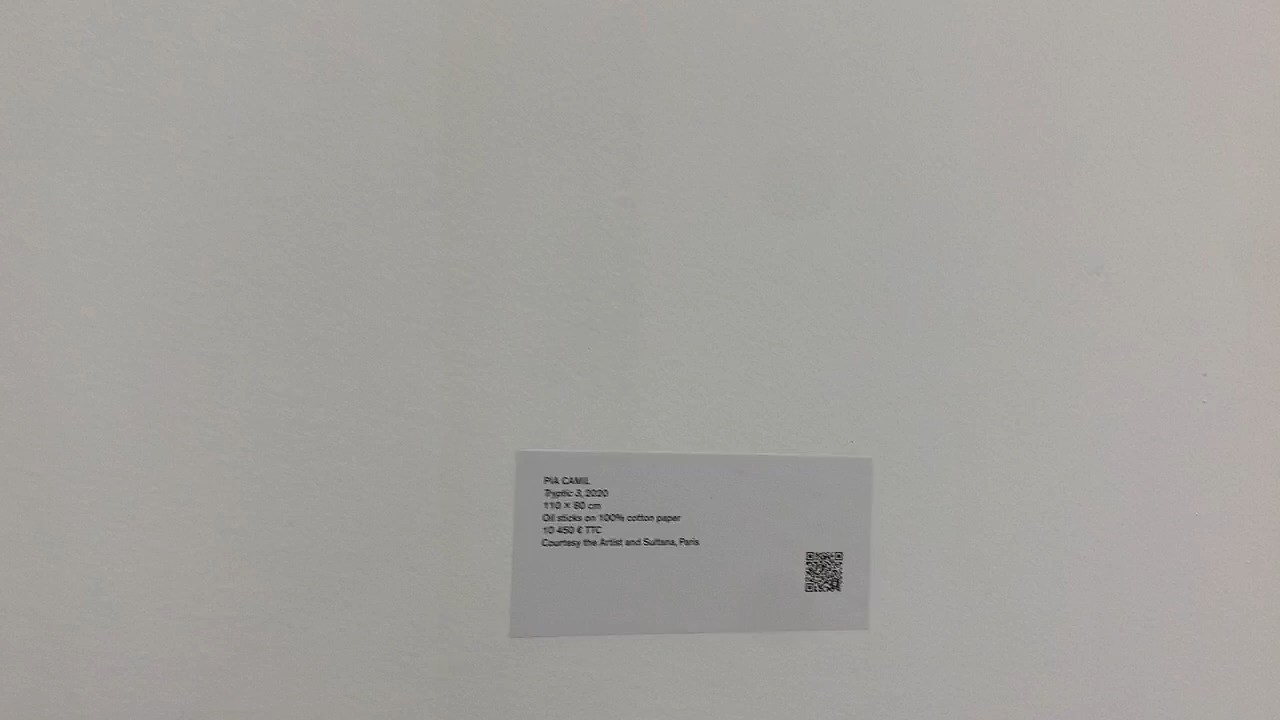 PIA CAMIL
Tryptic 3, 2020
110 × 80 cm
Oil sticks on 100% cotton paper
10 450 € TTC
Courtesy the Artist and Sultana, Paris